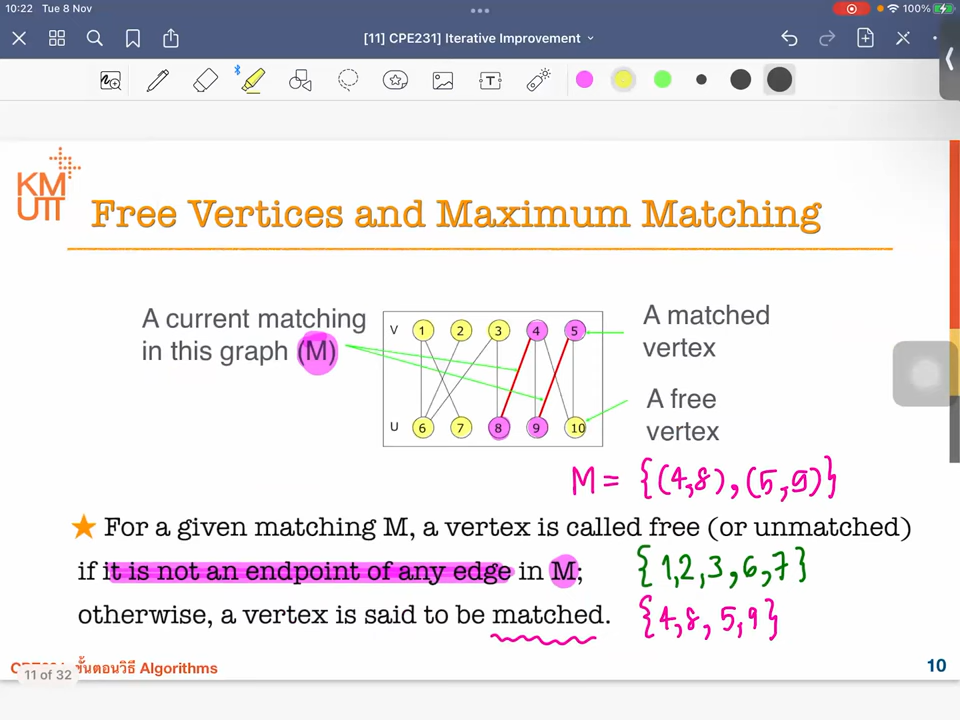 10:22 Tue 8 Nov
100%
[11] CPE231] Iterative Improvement
T
KM
UTT
Free Vertices and Maximum Matching
A current matching
in this graph (M)
V 1 2 3 4 5
U 6 7 8 9 10
A matched
vertex
A free
vertex
M = {(4,8), (5,9)}
★ For a given matching M, a vertex is called free (or unmatched)
if it is not an endpoint of any edge in M;
{1,2,3,6,7}
otherwise, a vertex is said to be matched.
{4,8,5,9}
ขั้นตอนวิธี Algorithms
11 of 32
10